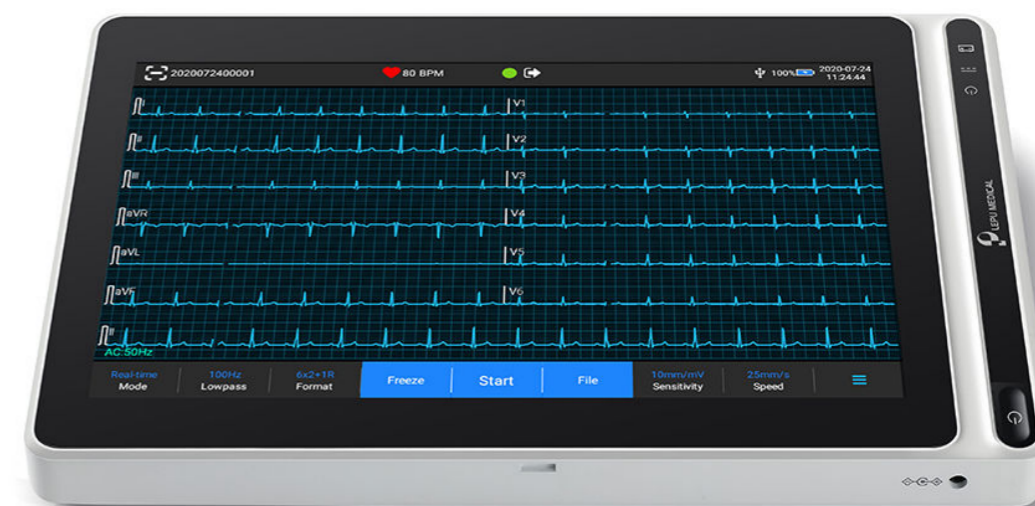 2020072400001
80 BPM
100%
2020-07-24
11:24:44
I
V1
II
V2
III
V3
aVR
V4
aVL
V5
aVF
V6
II
AC:50Hz
Real-time
Mode
100Hz
Lowpass
6x2+1R
Format
Freeze
Start
File
10mm/mV
Sensitivity
25mm/s
Speed
LEPU MEDICAL